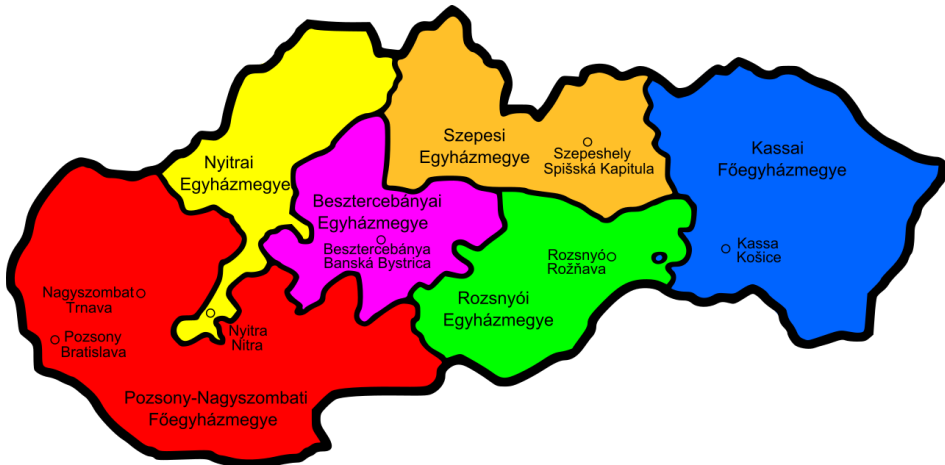 Nyitrai
Egyházmegye
Szepesi
Egyházmegye
Szepeshely
Spišská Kapitula
Kassai
Főegyházmegye
Besztercebányai
Egyházmegye
Besztercebánya
Banská Bystrica
Kassa
Košice
Rozsnyó
Rožňava
Nagyszombat
Trnava
Rozsnyói
Egyházmegye
Nyitra
Nitra
Pozsony
Bratislava
Pozsony-Nagyszombati
Főegyházmegye